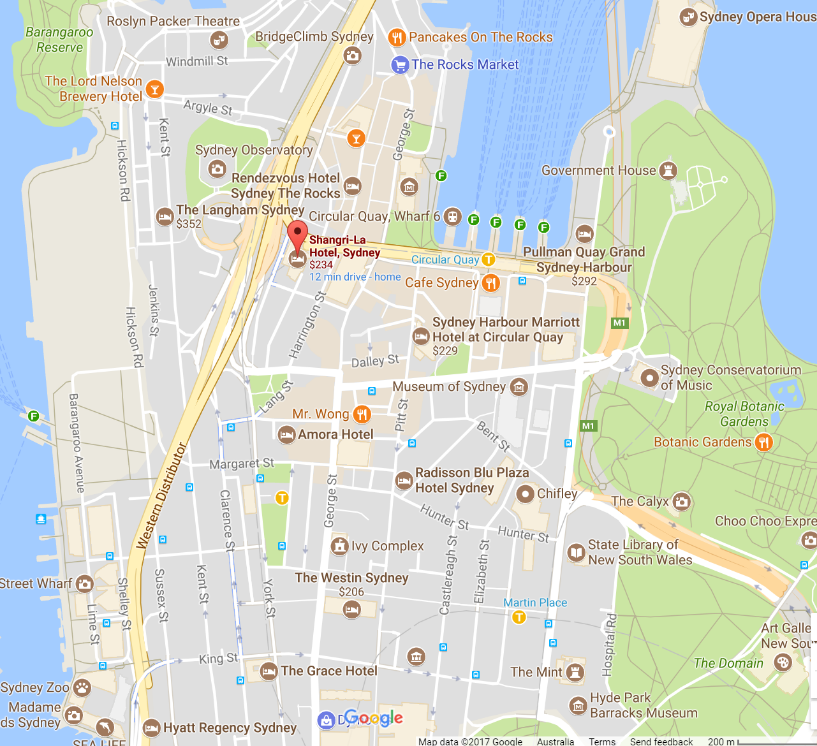 Roslyn Packer Theatre
Sydney Opera Hous
Barangaroo
Reserve
BridgeClimb Sydney
Pancakes On The Rocks
Windmill St
The Rocks Market
The Lord Nelson
Brewery Hotel
Argyle St
Kent St
George St
Hickson Rd
Sydney Observatory
Government House
Rendezvous Hotel
Sydney The Rocks
F
The Langham Sydney
$352
Circular Quay, Wharf 6
F
F
F
F
Shangri-La
Hotel, Sydney
$234
12 min drive - home
Circular Quay
T
Pullman Quay Grand
Sydney Harbour
$292
Cafe Sydney
Jenkins St
Hickson Rd
Harrington St
Sydney Harbour Marriott
Hotel at Circular Quay
$229
M1
Dalley St
Sydney Conservatorium
of Music
Lang St
Museum of Sydney
Royal Botanic
Gardens
F
Barangaroo Avenue
Mr. Wong
Pitt St
M1
Amora Hotel
Bent St
Botanic Gardens
Western Distributor
Margaret St
Radisson Blu Plaza
Hotel Sydney
T
Clarence St
George St
Chifley
The Calyx
Hunter St
Hunter St
Choo Choo Expre
Ivy Complex
State Library of
New South Wales
Street Wharf
Lime St
Shelley St
Sussex St
Kent St
York St
The Westin Sydney
$206
Castlereagh St
Elizabeth St
Martin Place
T
Hospital Rd
Art Galle
New Sou
King St
The Grace Hotel
The Mint
The Domain
Sydney Zoo
Madame
ds Sydney
Hyde Park
Barracks Museum
SEA LIFE
Hyatt Regency Sydney
Google
Map data ©2017 Google
Australia
Terms
Send feedback
200 m